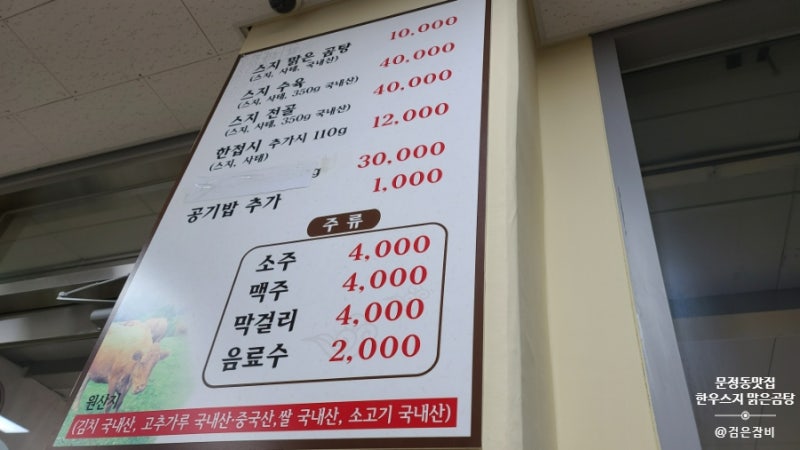 스지 맑은 곰탕 10.000
(스지, 사태, 국내산)
스지 수육 40.000
(스지, 사태, 350g 국내산)
스지 전골 40.000
(스지, 사태, 350g 국내산)
한접시 추가시 110g 12.000
(스지, 사태)
g 30,000
공기밥 추가 1,000
주 류
소주 4,000
맥주 4,000
막걸리 4,000
음료수 2,000
원산지
(김치 국내산, 고추가루 국내산·중국산,쌀 국내산, 소고기 국내산)
문정동맛집
한우스지 맑은곰탕
@검은잠비